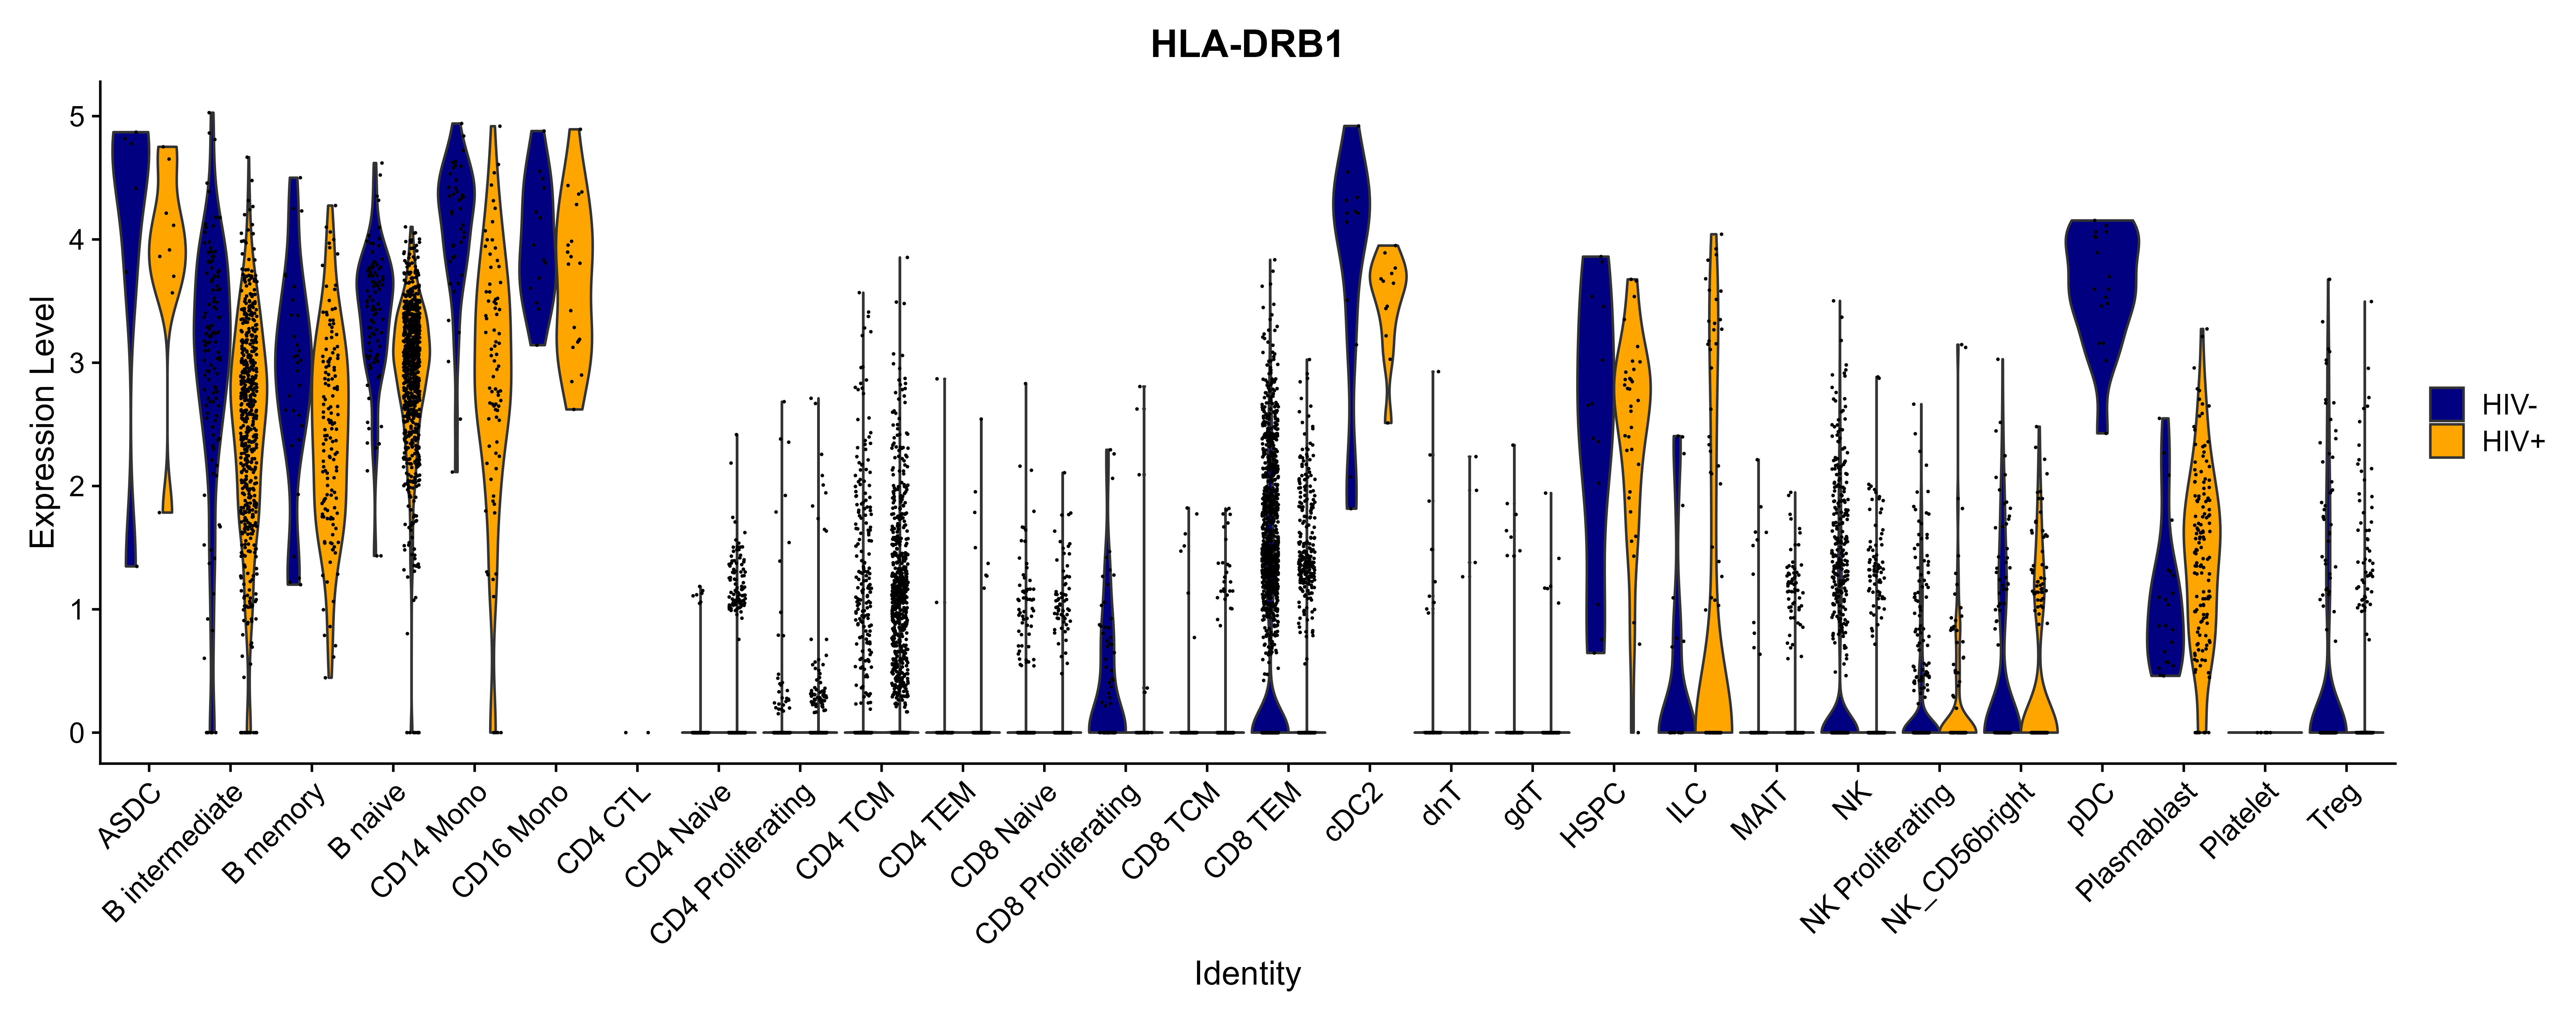 HLA-DRB1
Expression Level
5
4
3
2
1
0
ASDC
B intermediate
B memory
B naive
CD14 Mono
CD16 Mono
CD4 CTL
CD4 Naive
CD4 Proliferating
CD4 TCM
CD4 TEM
CD8 Naive
CD8 Proliferating
CD8 TCM
CD8 TEM
cDC2
dnT
gdT
HSPC
ILC
MAIT
NK
NK Proliferating
NK_CD56bright
pDC
Plasmablast
Platelet
Treg
Identity
HIV-
HIV+